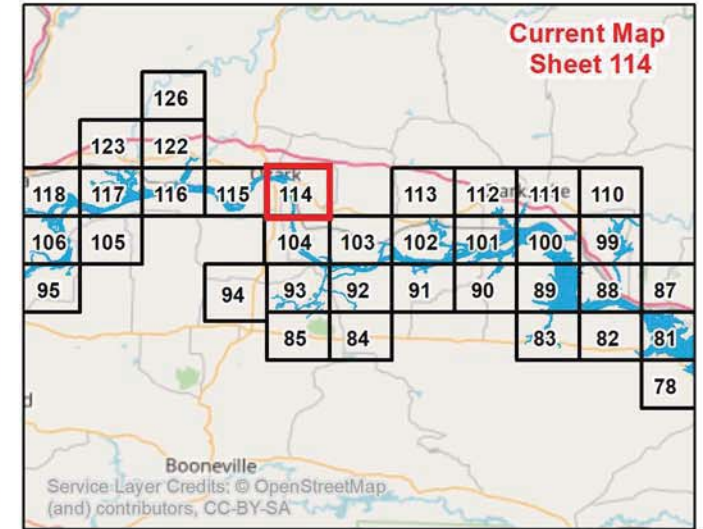 Current Map
Sheet 114
126
123 122
118 117 116 115 114 113 112 111 110
106 105 104 103 102 101 100 99
95 94 93 92 91 90 89 88 87
85 84 83 82 81
78
Booneville
Service Layer Credits: © OpenStreetMap
(and) contributors, CC-BY-SA